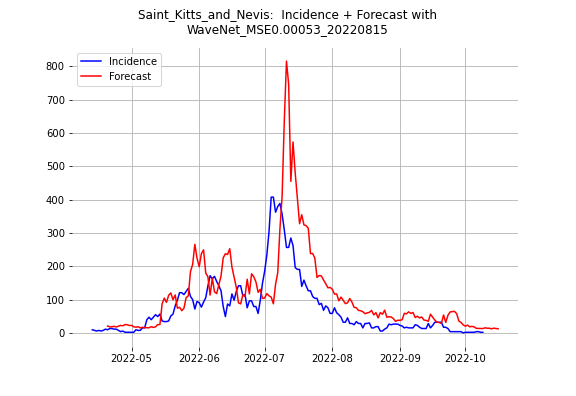 Saint_Kitts_and_Nevis:  Incidence + Forecast with
WaveNet_MSE0.00053_20220815
Incidence
Forecast
800
700
600
500
400
300
200
100
0
2022-05 2022-06 2022-07 2022-08 2022-09 2022-10